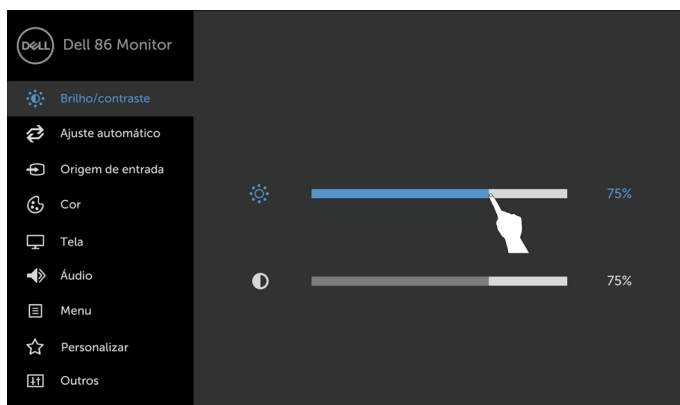 DELL Dell 86 Monitor
Brilho/contraste
Ajuste automático
Origem de entrada
Cor
Tela
Áudio
Menu
Personalizar
Outros
75%
75%